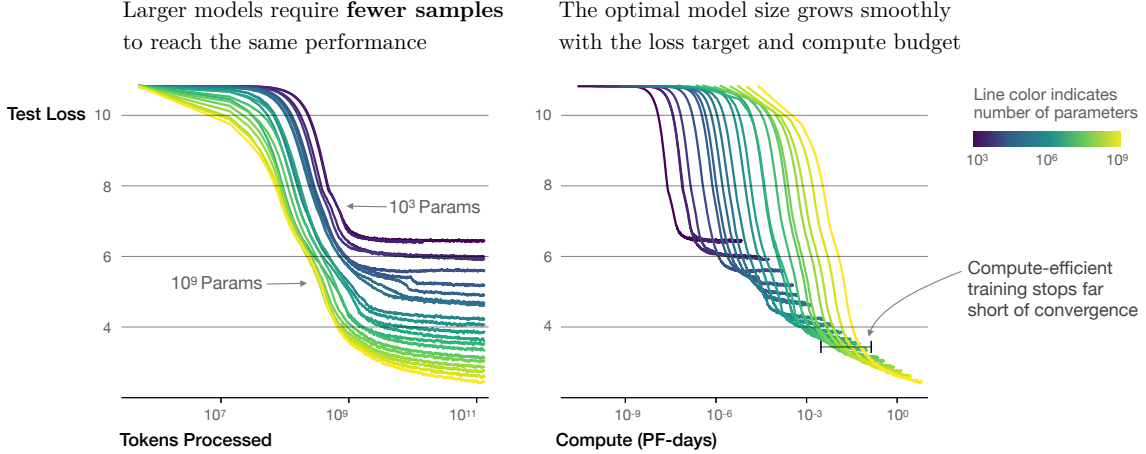 Larger models require fewer samples
to reach the same performance
The optimal model size grows smoothly
with the loss target and compute budget
Test Loss
10
8
6
4
10³ Params
10⁹ Params
10⁷
10⁹
10¹¹
Tokens Processed
10
8
6
4
10⁻⁹
10⁻⁶
10⁻³
10⁰
Compute (PF-days)
Line color indicates
number of parameters
10³
10⁶
10⁹
Compute-efficient
training stops far
short of convergence